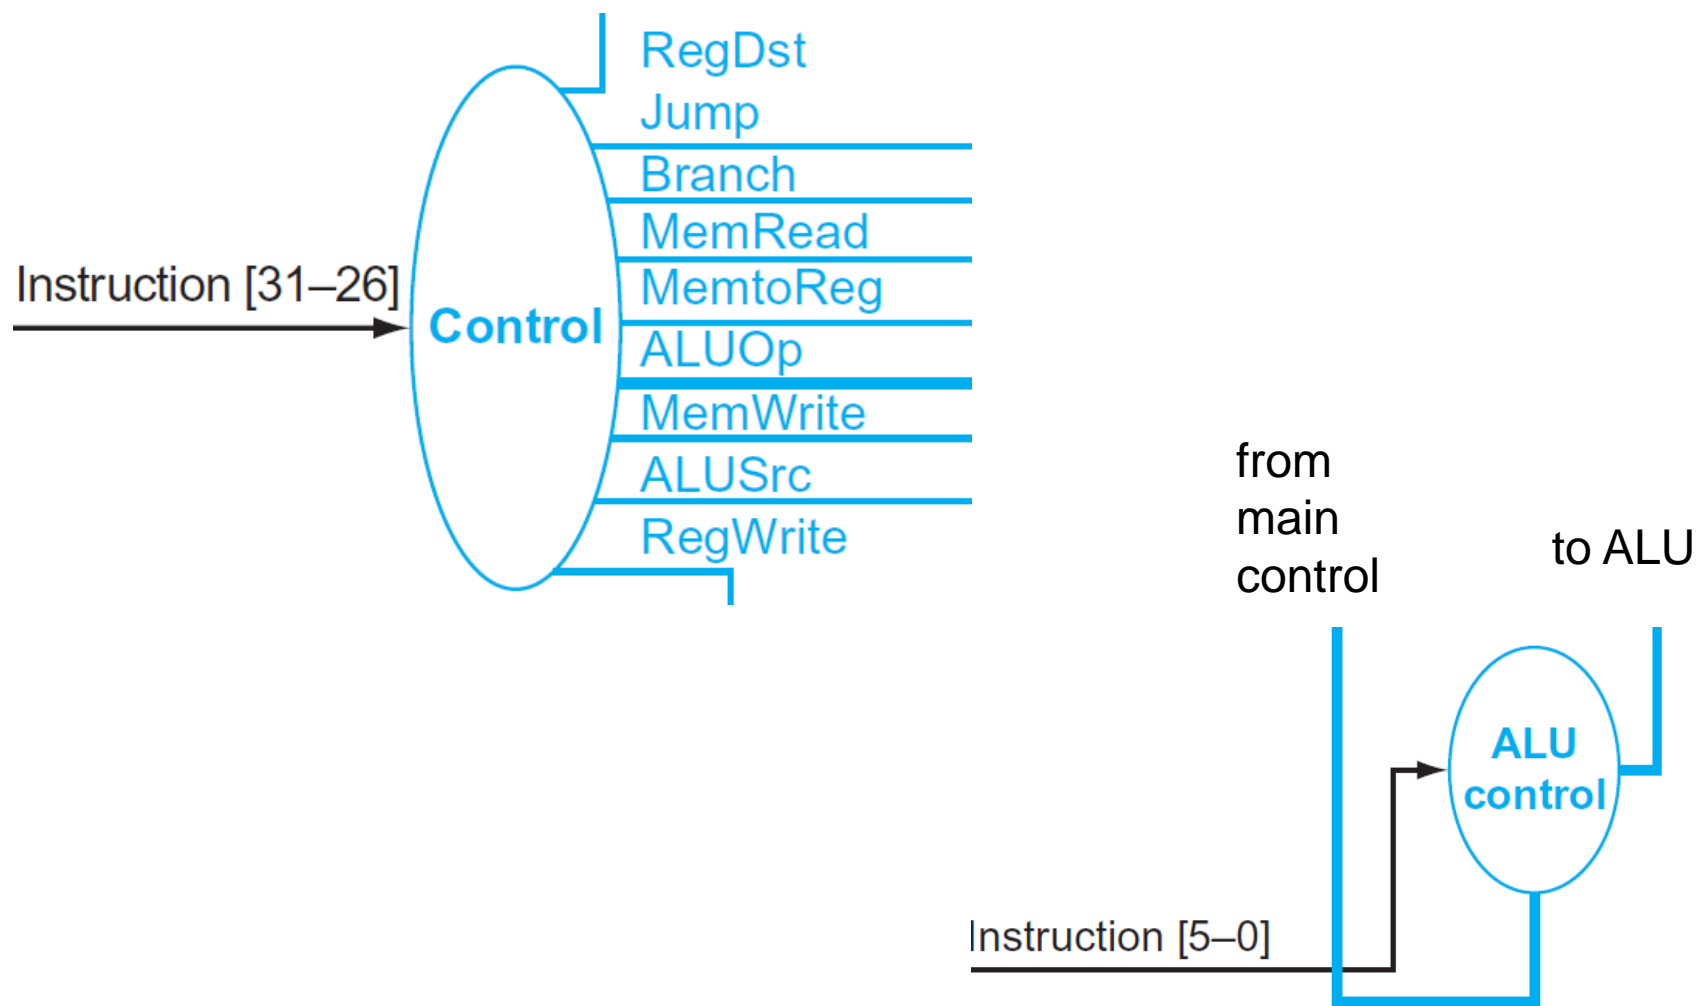 RegDst
Jump
Branch
MemRead
Instruction [31–26]
MemtoReg
Control
ALUOp
MemWrite
ALUSrc
RegWrite
from
main
control
to ALU
ALU
control
Instruction [5–0]